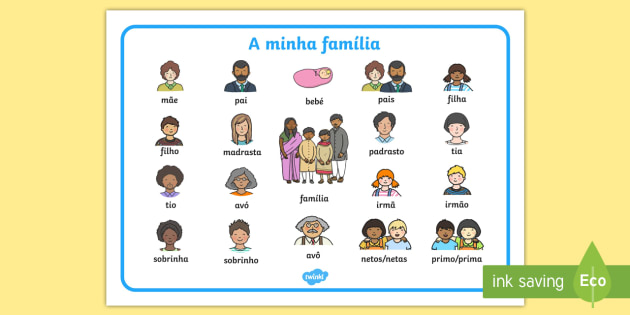 A minha família
mãe
pai
bebé
pais
filha
filho
madrasta
padrasto
tia
tio
avó
família
irmã
irmão
sobrinha
sobrinho
avô
netos/netas
primo/prima
twinkl
ink saving
Eco